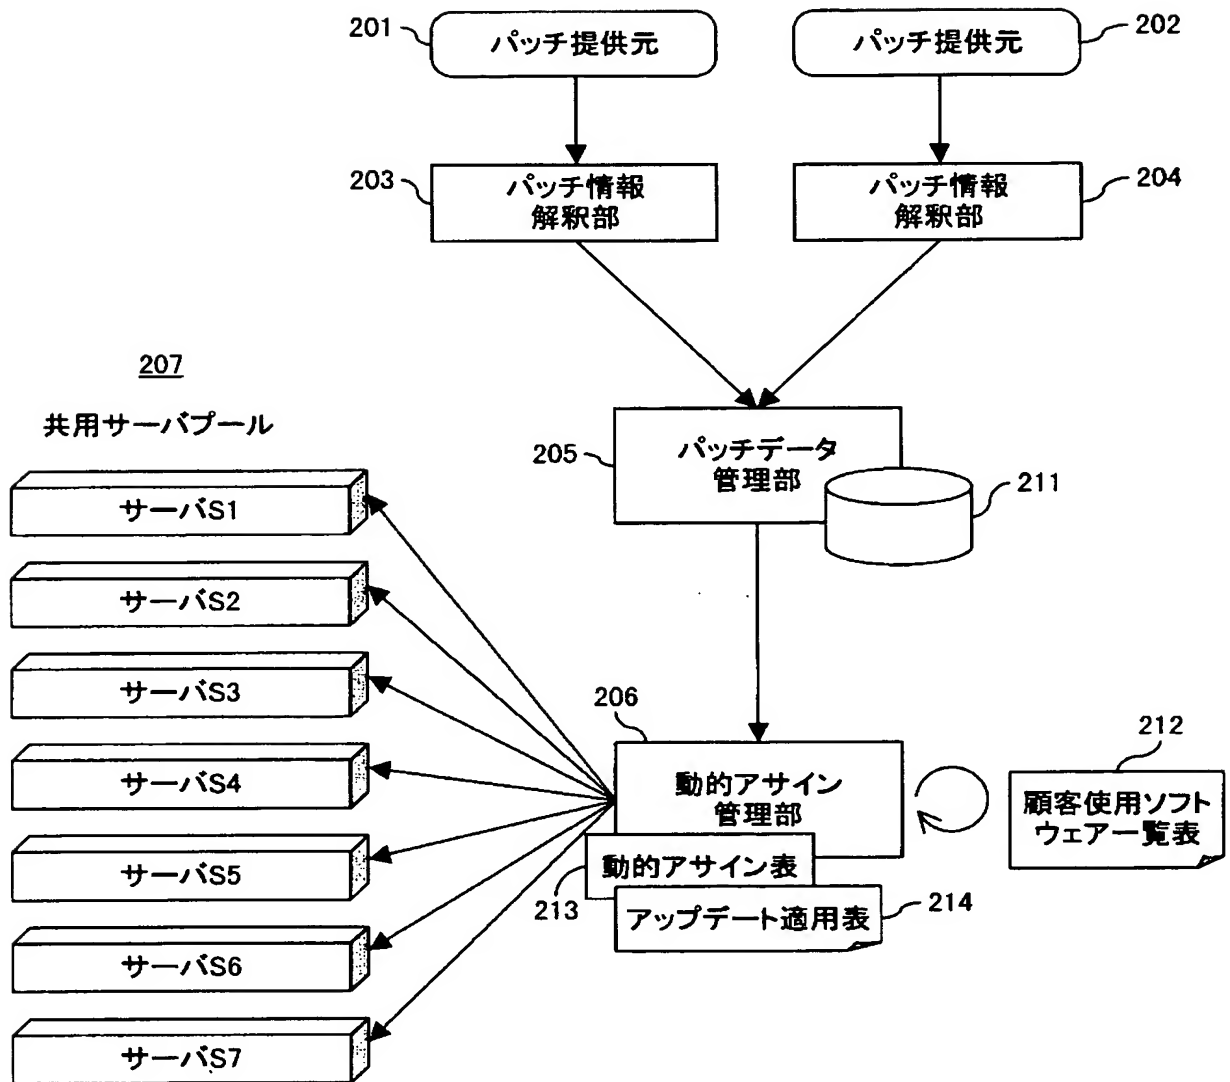 201
パッチ提供元
パッチ提供元
202
203
パッチ情報
解釈部
パッチ情報
解釈部
204
207
共用サーバプール
205
パッチデータ
管理部
211
サーバS1
サーバS2
サーバS3
サーバS4
サーバS5
サーバS6
サーバS7
206
動的アサイン
管理部
212
顧客使用ソフト
ウェア一覧表
動的アサイン表
213
アップデート適用表
214